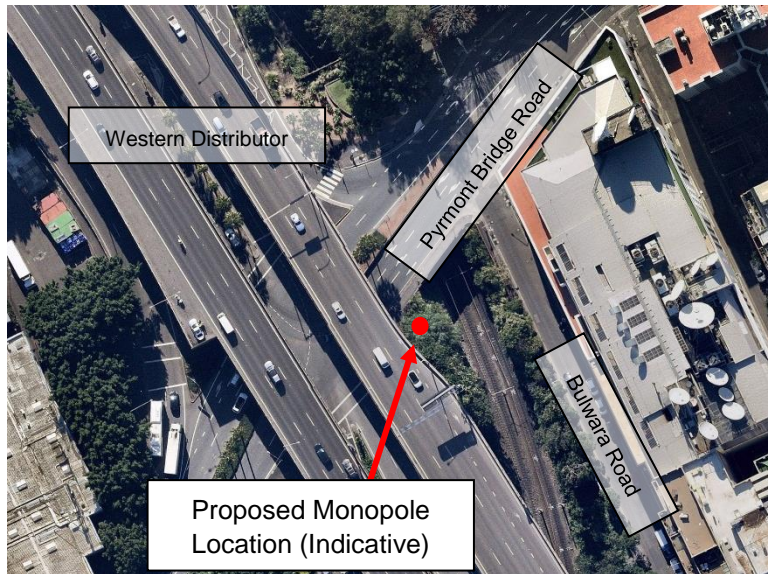 Western Distributor
Pyrmont Bridge Road
Bulwara Road
Proposed Monopole
Location (Indicative)